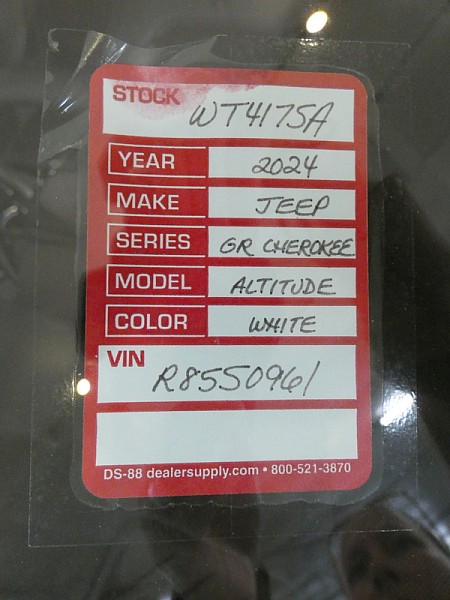 STOCK WT4175A
YEAR 2024
MAKE JEEP
SERIES GR CHEROKEE
MODEL ALTITUDE
COLOR WHITE
VIN R8550961
DS-88 dealersupply.com • 800-521-3870